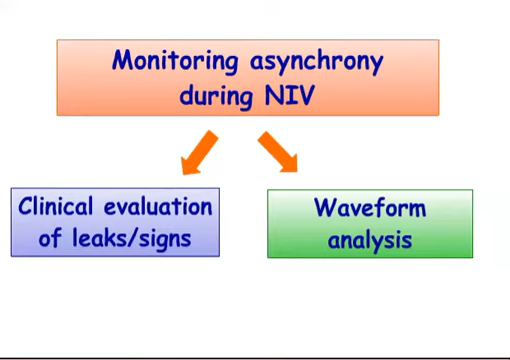 Monitoring asynchrony
during NIV
Clinical evaluation
of leaks/signs
Waveform
analysis